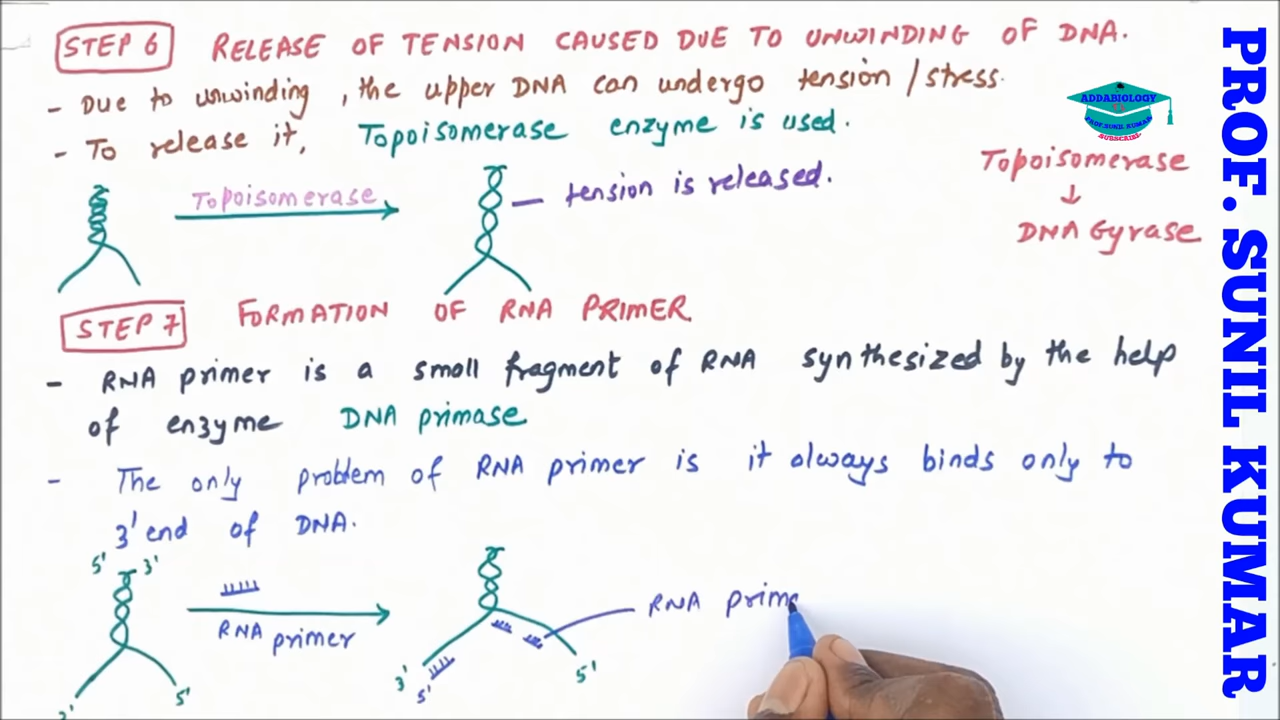 STEP 6 RELEASE OF TENSION CAUSED DUE TO UNWINDING OF DNA.
- Due to unwinding, the upper DNA can undergo tension/stress.
- To release it, Topoisomerase enzyme is used.
ADDABIOLOGY
PROF.SUNIL KUMAR
SUBSCRIBE
Topoisomerase
tension is released.
Topoisomerase
↓
DNA Gyrase
STEP 7 FORMATION OF RNA PRIMER
- RNA primer is a small fragment of RNA synthesized by the help
of enzyme DNA primase
- The only problem of RNA primer is it always binds only to
3' end of DNA.
5' 3'
RNA primer
RNA prime
3' 5'
3' 5' 5'
PROF. SUNIL KUMAR